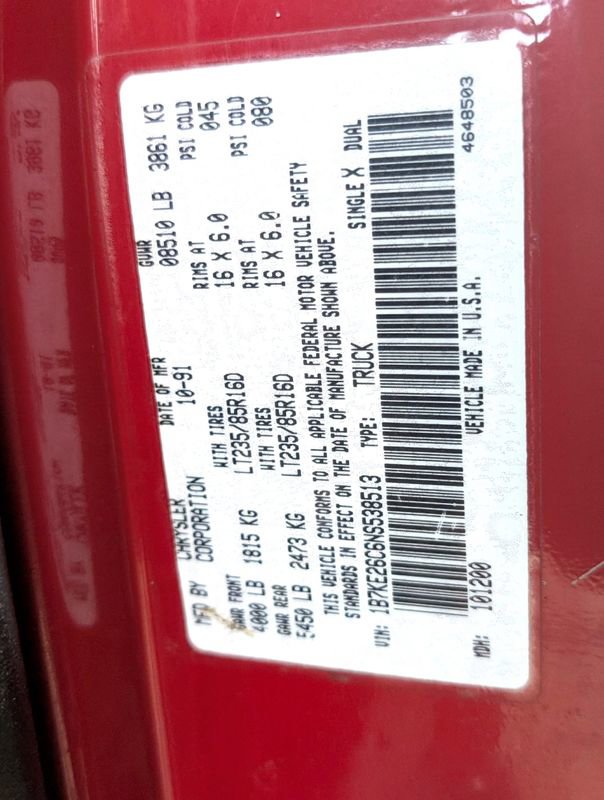 MFD BY CHRYSLER CORPORATION DATE OF MFR 10-91 GVWR 08510 LB 3861 KG
GAWR FRONT WITH TIRES RIMS AT PSI COLD
4000 LB 1815 KG LT235/85R16D 16 X 6.0 045
GAWR REAR WITH TIRES RIMS AT PSI COLD
5450 LB 2473 KG LT235/85R16D 16 X 6.0 080
THIS VEHICLE CONFORMS TO ALL APPLICABLE FEDERAL MOTOR VEHICLE SAFETY
STANDARDS IN EFFECT ON THE DATE OF MANUFACTURE SHOWN ABOVE.
VIN: 1B7KE26C6NS538513 TYPE: TRUCK SINGLE X DUAL
MDH: 101200 VEHICLE MADE IN U.S.A. 4648503